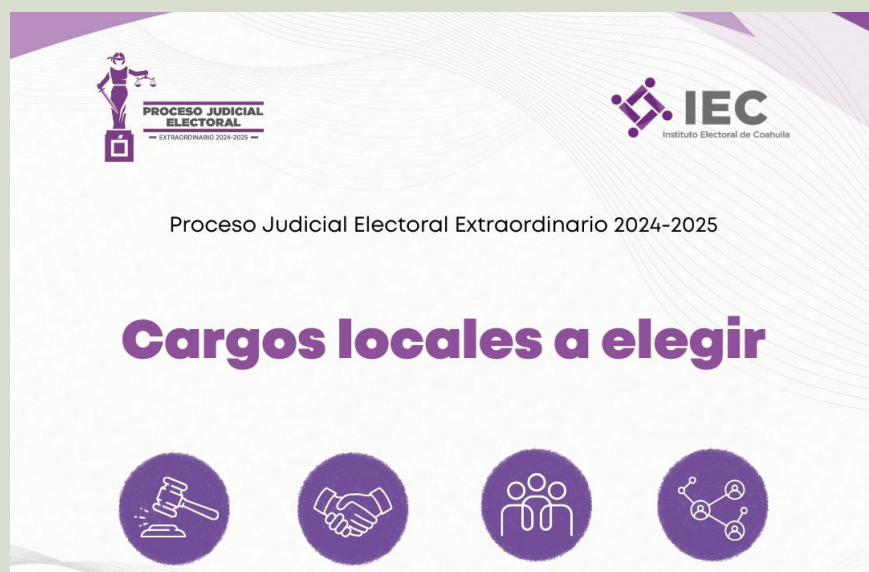 PROCESO JUDICIAL
ELECTORAL
EXTRAORDINARIO 2024-2025
IEC
Instituto Electoral de Coahuila
Proceso Judicial Electoral Extraordinario 2024-2025
Cargos locales a elegir